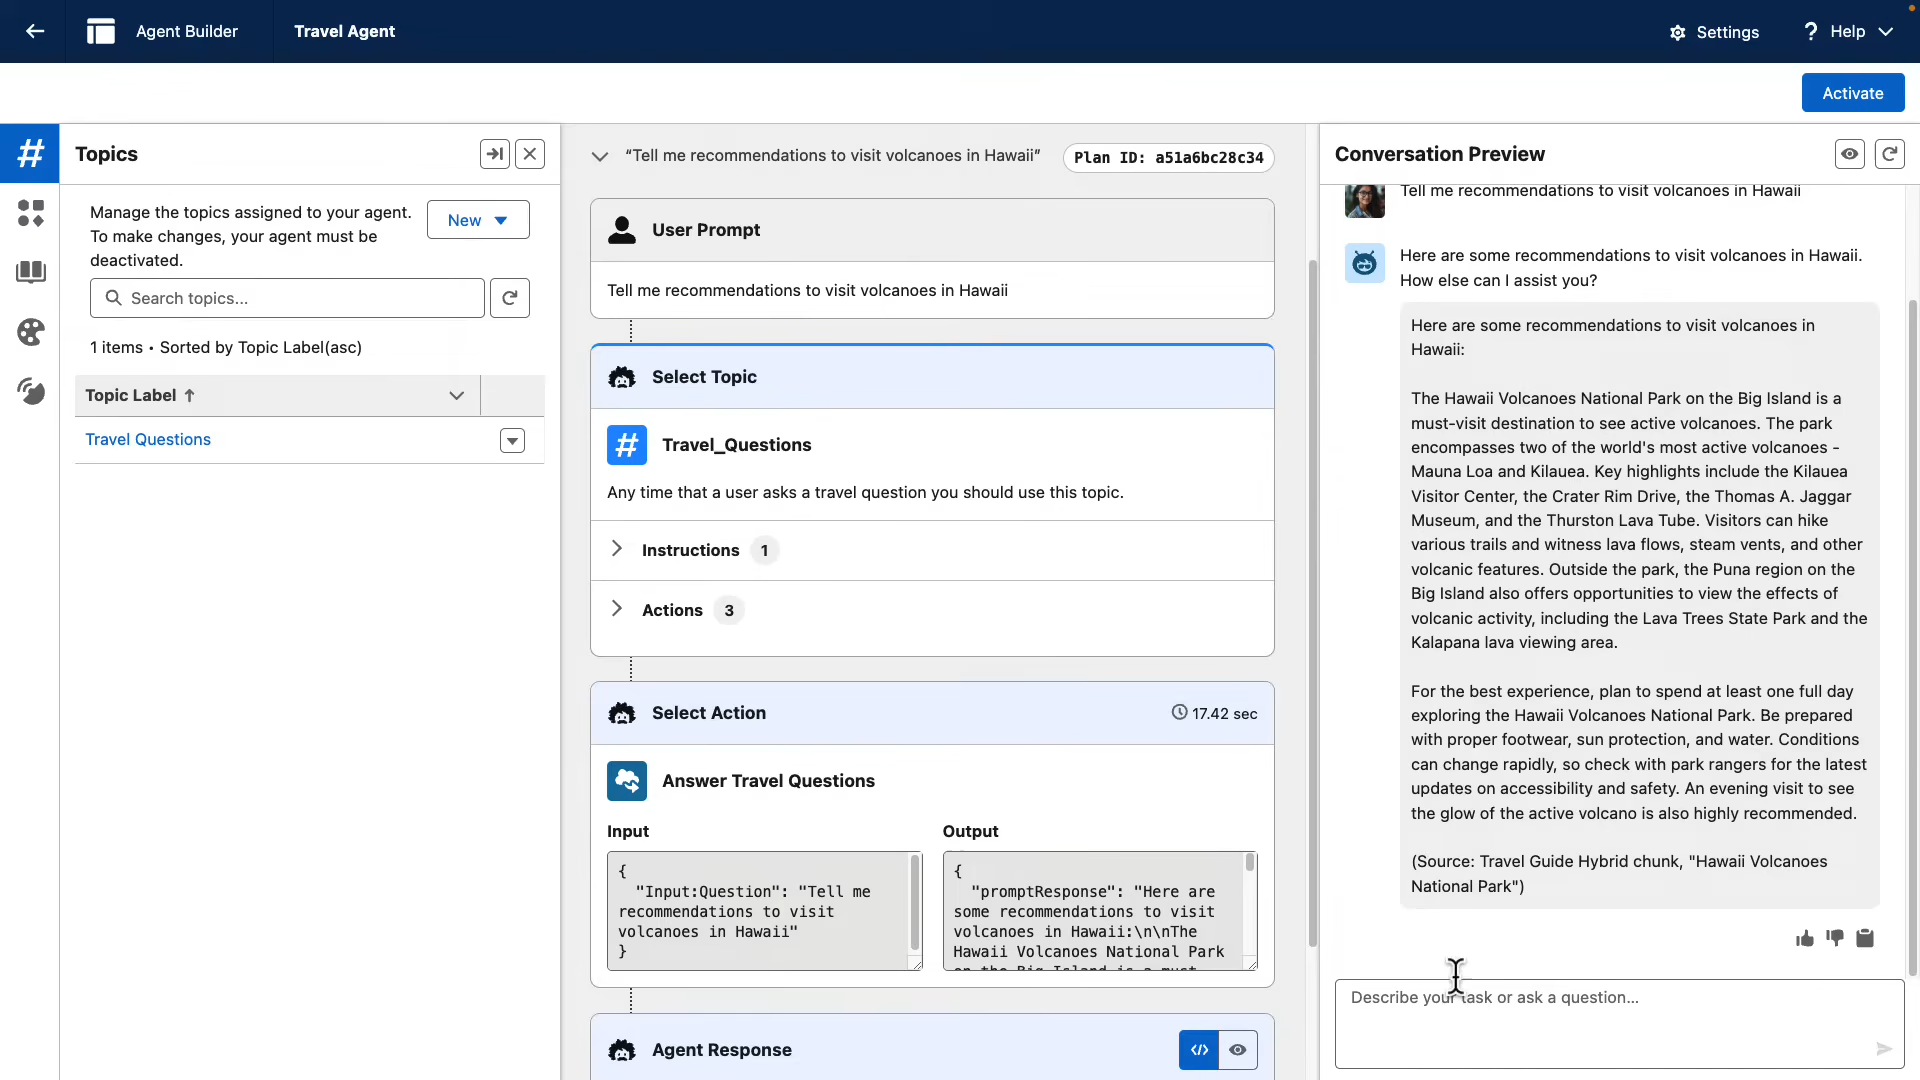 Agent Builder
Travel Agent
Settings
? Help
Activate
Topics
Manage the topics assigned to your agent.
To make changes, your agent must be
deactivated.
New
Search topics...
1 items • Sorted by Topic Label(asc)
Topic Label ↑
Travel Questions
“Tell me recommendations to visit volcanoes in Hawaii”
Plan ID: a51a6bc28c34
User Prompt
Tell me recommendations to visit volcanoes in Hawaii
Select Topic
# Travel_Questions
Any time that a user asks a travel question you should use this topic.
Instructions 1
Actions 3
Select Action
17.42 sec
Answer Travel Questions
Input
{
"Input:Question": "Tell me
recommendations to visit
volcanoes in Hawaii"
}
Output
{
"promptResponse": "Here are
some recommendations to visit
volcanoes in Hawaii:\n\nThe
Hawaii Volcanoes National Park
on the Big Island is a must-
Agent Response
</>
Conversation Preview
Tell me recommendations to visit volcanoes in Hawaii
Here are some recommendations to visit volcanoes in Hawaii.
How else can I assist you?
Here are some recommendations to visit volcanoes in
Hawaii:
The Hawaii Volcanoes National Park on the Big Island is a
must-visit destination to see active volcanoes. The park
encompasses two of the world's most active volcanoes -
Mauna Loa and Kilauea. Key highlights include the Kilauea
Visitor Center, the Crater Rim Drive, the Thomas A. Jaggar
Museum, and the Thurston Lava Tube. Visitors can hike
various trails and witness lava flows, steam vents, and other
volcanic features. Outside the park, the Puna region on the
Big Island also offers opportunities to view the effects of
volcanic activity, including the Lava Trees State Park and the
Kalapana lava viewing area.
For the best experience, plan to spend at least one full day
exploring the Hawaii Volcanoes National Park. Be prepared
with proper footwear, sun protection, and water. Conditions
can change rapidly, so check with park rangers for the latest
updates on accessibility and safety. An evening visit to see
the glow of the active volcano is also highly recommended.
(Source: Travel Guide Hybrid chunk, "Hawaii Volcanoes
National Park")
Describe your task or ask a question...